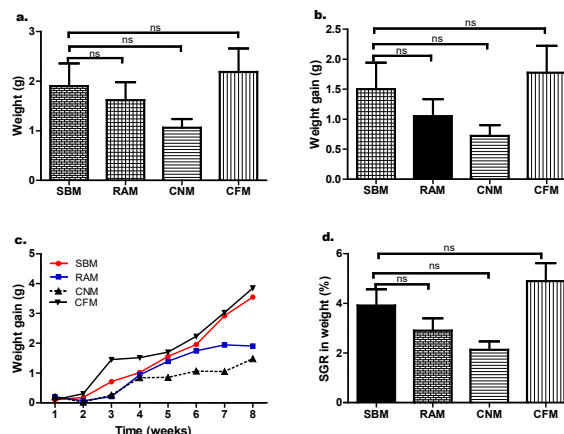 a.
ns
ns
ns
Weight (g)
3
2
1
0
SBM RAM CNM CFM
b.
ns
ns
ns
Weight gain (g)
2.5
2.0
1.5
1.0
0.5
0.0
SBM RAM CNM CFM
c.
SBM
RAM
CNM
CFM
Weight gain (g)
5
4
3
2
1
0
1 2 3 4 5 6 7 8
Time (weeks)
d.
ns
ns
ns
SGR in weight (%)
6
4
2
0
SBM RAM CNM CFM